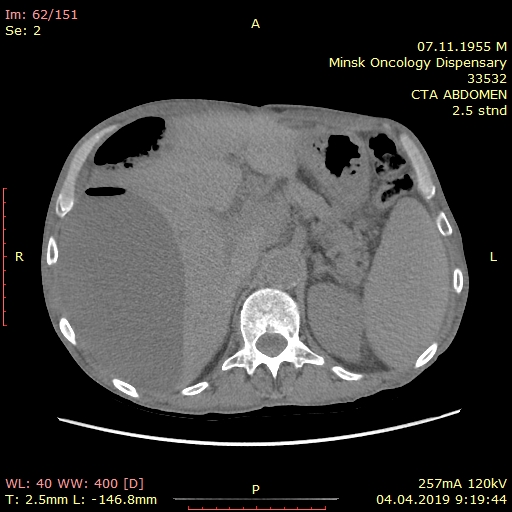 Im: 62/151
Se: 2
A
07.11.1955 M
Minsk Oncology Dispensary
33532
CTA ABDOMEN
2.5 stnd
R
L
WL: 40 WW: 400 [D]
T: 2.5mm L: -146.8mm
P
257mA 120kV
04.04.2019 9:19:44